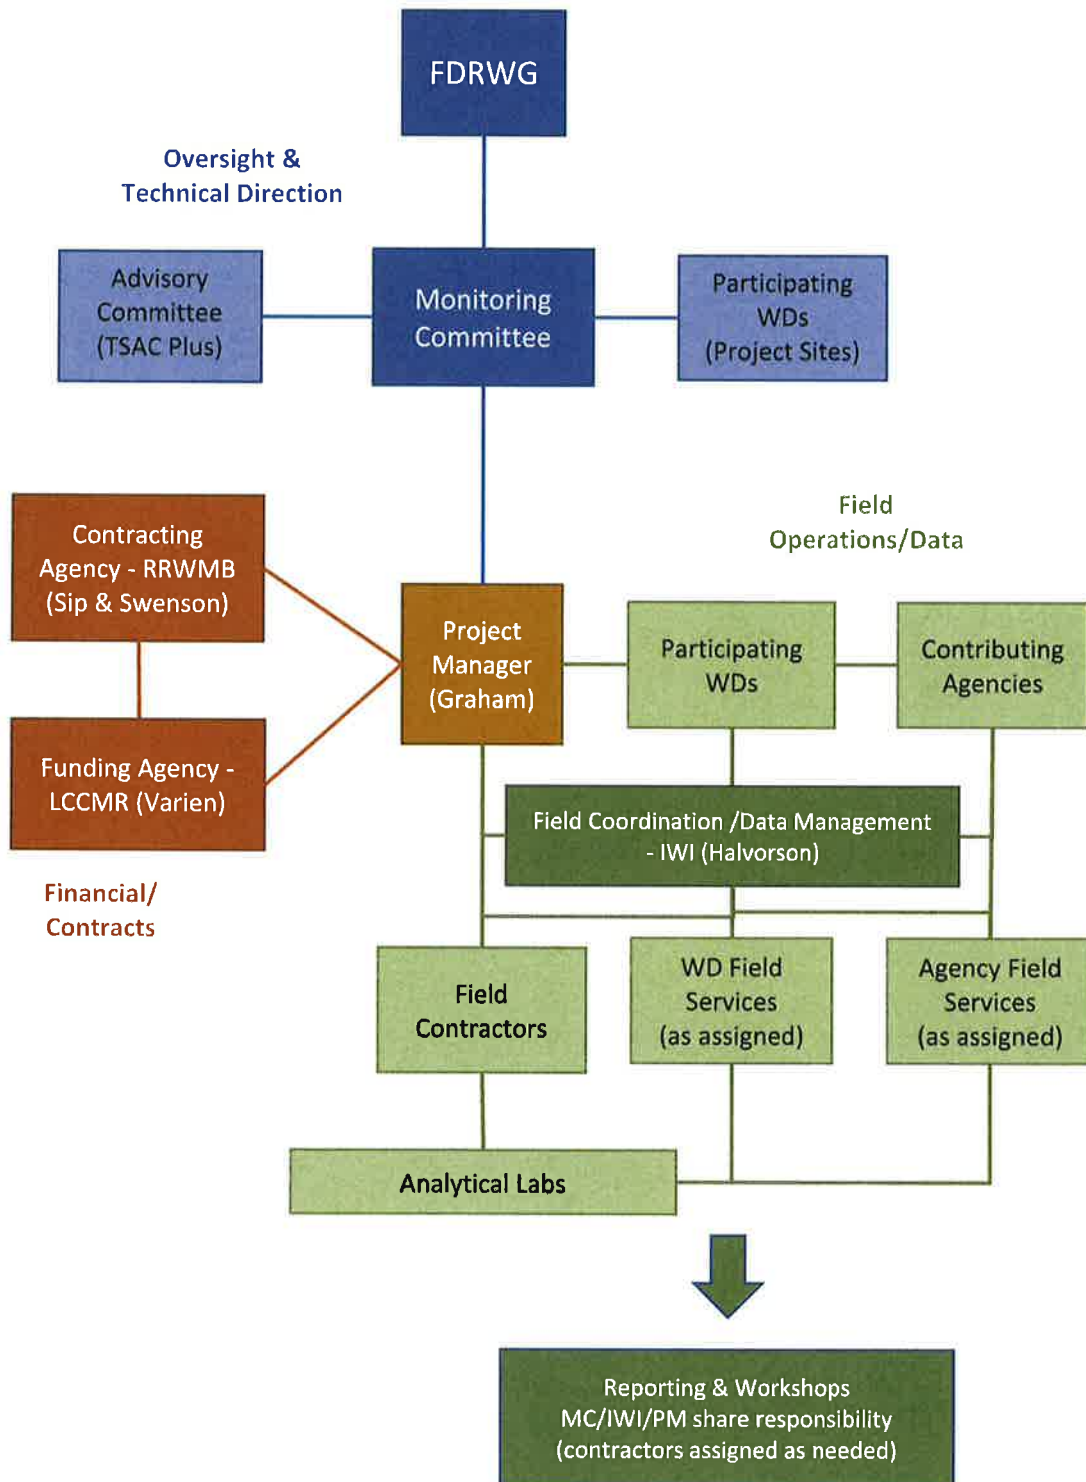 FDRWG
Oversight &
Technical Direction
Advisory
Committee
(TSAC Plus)
Monitoring
Committee
Participating
WDs
(Project Sites)
Contracting
Agency - RRWMB
(Sip & Swenson)
Field
Operations/Data
Project
Manager
(Graham)
Participating
WDs
Contributing
Agencies
Funding Agency -
LCCMR (Varien)
Field Coordination /Data Management
- IWI (Halvorson)
Financial/
Contracts
Field
Contractors
WD Field
Services
(as assigned)
Agency Field
Services
(as assigned)
Analytical Labs
Reporting & Workshops
MC/IWI/PM share responsibility
(contractors assigned as needed)